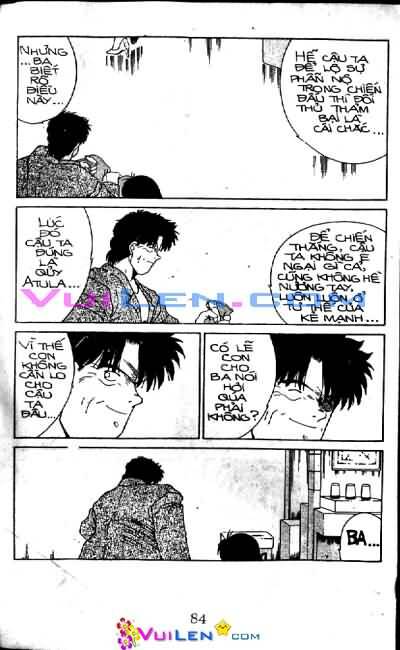 NHƯNG
...BA
BIẾT
RÕ
ĐIỀU
NÀY...
HỄ CẬU TA
ĐỂ LỘ SỰ
PHẪN NỘ
TRONG CHIẾN
ĐẤU THÌ ĐỐI
THỦ THẢM
BẠI LÀ
CÁI CHẮC...
LÚC
ĐÓ
CẬU TA
ĐÚNG
LÀ
QỦY
ATULA...
ĐỂ CHIẾN
THẮNG, CẬU
TA KHÔNG E
NGẠI GÌ CẢ,
CŨNG KHÔNG HỀ
NƯƠNG TAY,
LUÔN LUÔN Ở
TƯ THẾ CỦA
KẺ MẠNH...
VUILEN.COM
VÌ THẾ
CON
KHÔNG
CẦN LO
CHO
CẬU
TA
ĐÂU...
CÓ LẼ
CON
CHO
BA NÓI
HƠI
QUÁ
PHẢI
KHÔNG?
BA...
84
VUILEN.COM